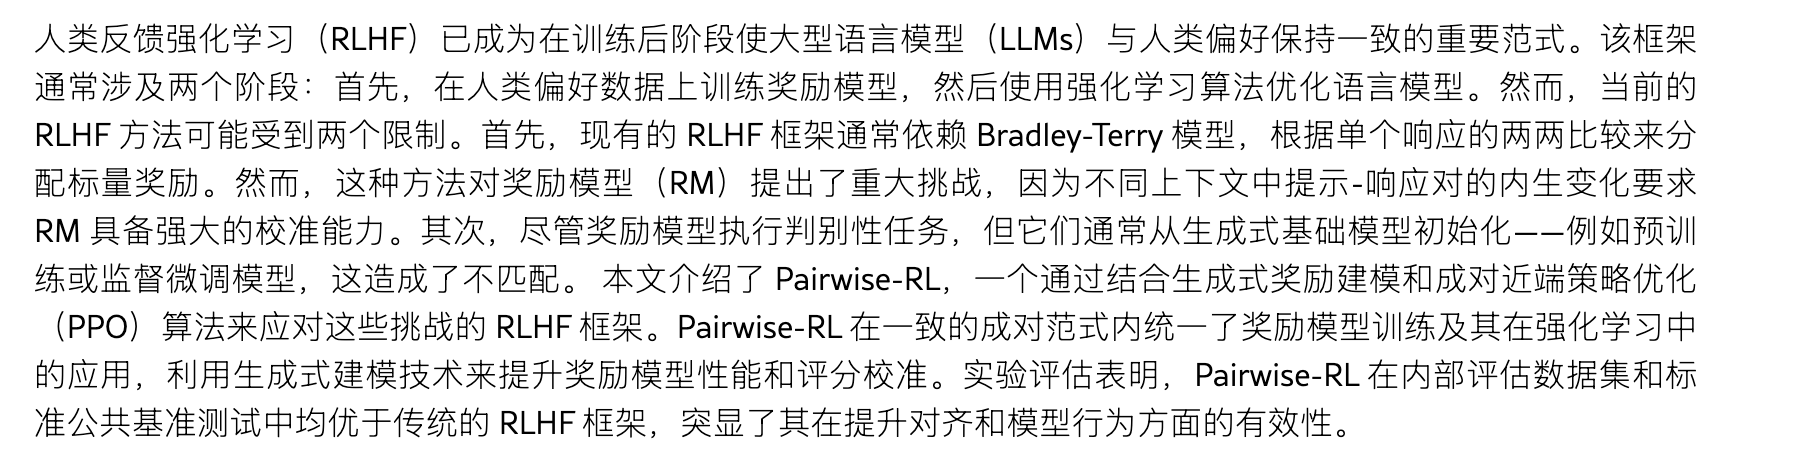 人类反馈强化学习（RLHF）已成为在训练后阶段使大型语言模型（LLMs）与人类偏好保持一致的重要范式。该框架
通常涉及两个阶段：首先，在人类偏好数据上训练奖励模型，然后使用强化学习算法优化语言模型。然而，当前的
RLHF 方法可能受到两个限制。首先，现有的 RLHF 框架通常依赖 Bradley-Terry 模型，根据单个响应的两两比较来分
配标量奖励。然而，这种方法对奖励模型（RM）提出了重大挑战，因为不同上下文中提示-响应对的内生变化要求
RM 具备强大的校准能力。其次，尽管奖励模型执行判别性任务，但它们通常从生成式基础模型初始化——例如预训
练或监督微调模型，这造成了不匹配。 本文介绍了 Pairwise-RL，一个通过结合生成式奖励建模和成对近端策略优化
（PPO）算法来应对这些挑战的 RLHF 框架。Pairwise-RL 在一致的成对范式内统一了奖励模型训练及其在强化学习中
的应用，利用生成式建模技术来提升奖励模型性能和评分校准。实验评估表明，Pairwise-RL 在内部评估数据集和标
准公共基准测试中均优于传统的 RLHF 框架，突显了其在提升对齐和模型行为方面的有效性。